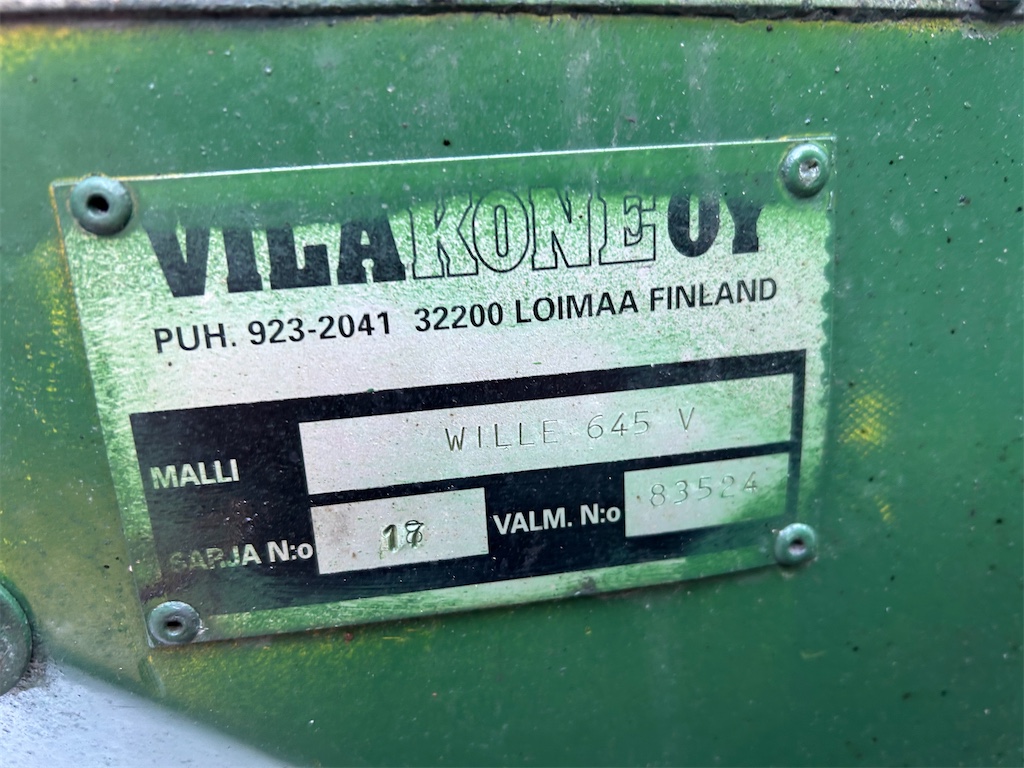 VILAKONE OY
PUH. 923-2041 32200 LOIMAA FINLAND
MALLI WILLE 645 V
SARJA N:o VALM. N:o 83524